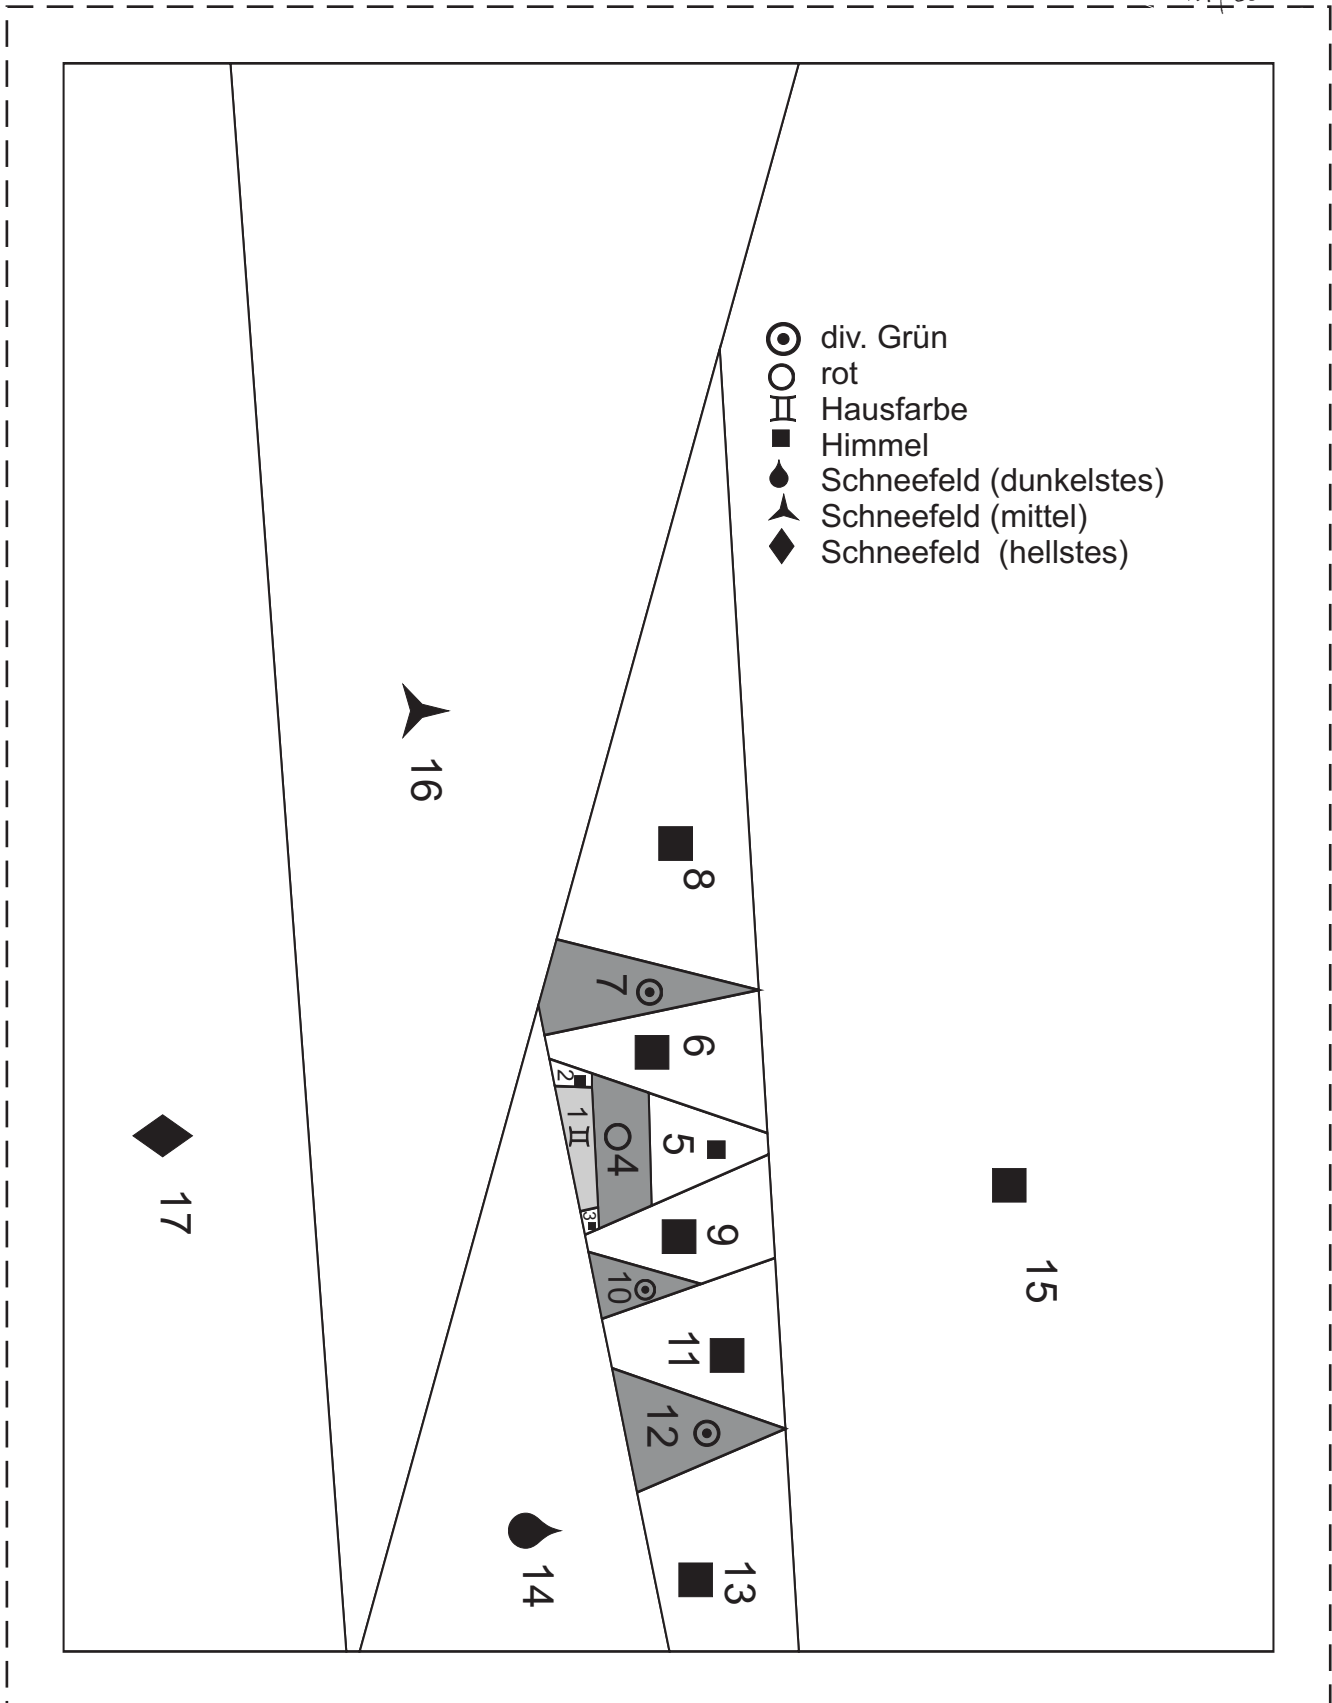 div. Grün
rot
Hausfarbe
Himmel
Schneefeld (dunkelstes)
Schneefeld (mittel)
Schneefeld (hellstes)
16
8
7
6
2
1
4
5
3
9
10
11
12
13
14
15
17